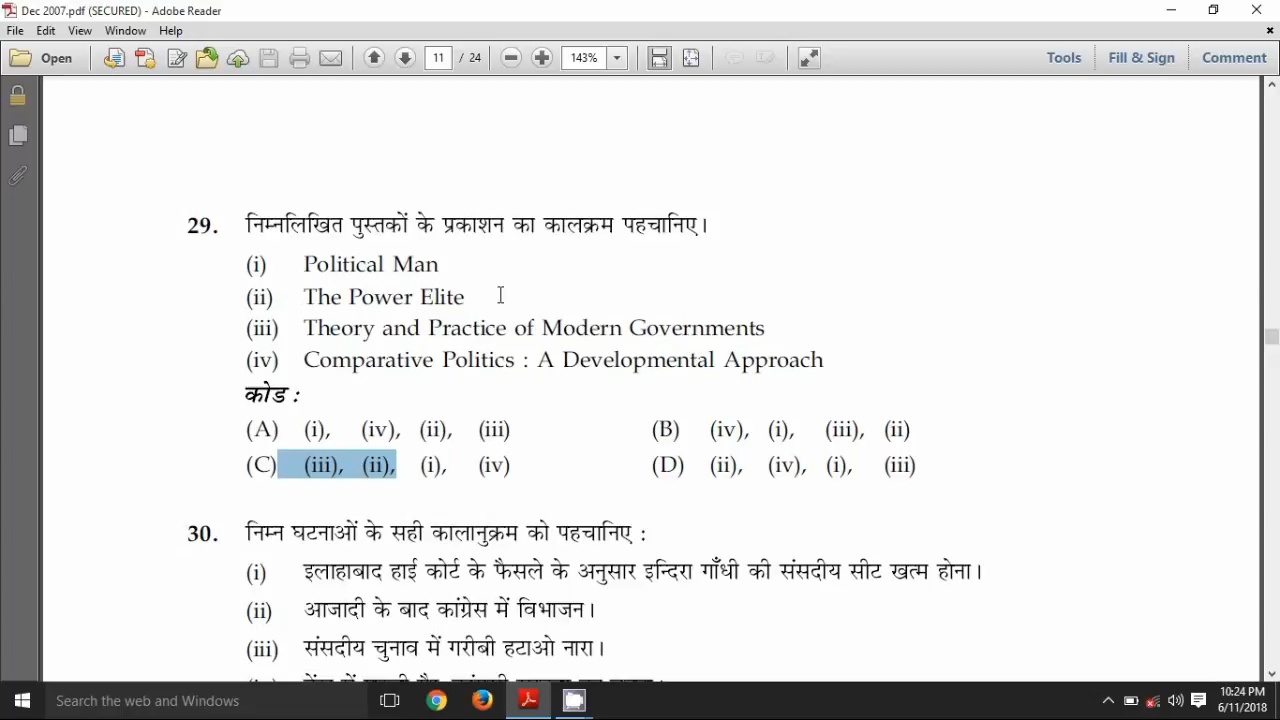 Dec 2007.pdf (SECURED) - Adobe Reader
File Edit View Window Help
Open 11 / 24 143% Tools Fill & Sign Comment
29. निम्नलिखित पुस्तकों के प्रकाशन का कालक्रम पहचानिए।
(i) Political Man
(ii) The Power Elite
(iii) Theory and Practice of Modern Governments
(iv) Comparative Politics : A Developmental Approach
कोड :
(A) (i), (iv), (ii), (iii) (B) (iv), (i), (iii), (ii)
(C) (iii), (ii), (i), (iv) (D) (ii), (iv), (i), (iii)
30. निम्न घटनाओं के सही कालानुक्रम को पहचानिए :
(i) इलाहाबाद हाई कोर्ट के फैसले के अनुसार इन्दिरा गाँधी की संसदीय सीट खत्म होना।
(ii) आजादी के बाद कांग्रेस में विभाजन।
(iii) संसदीय चुनाव में गरीबी हटाओ नारा।
Search the web and Windows
10:24 PM
6/11/2018